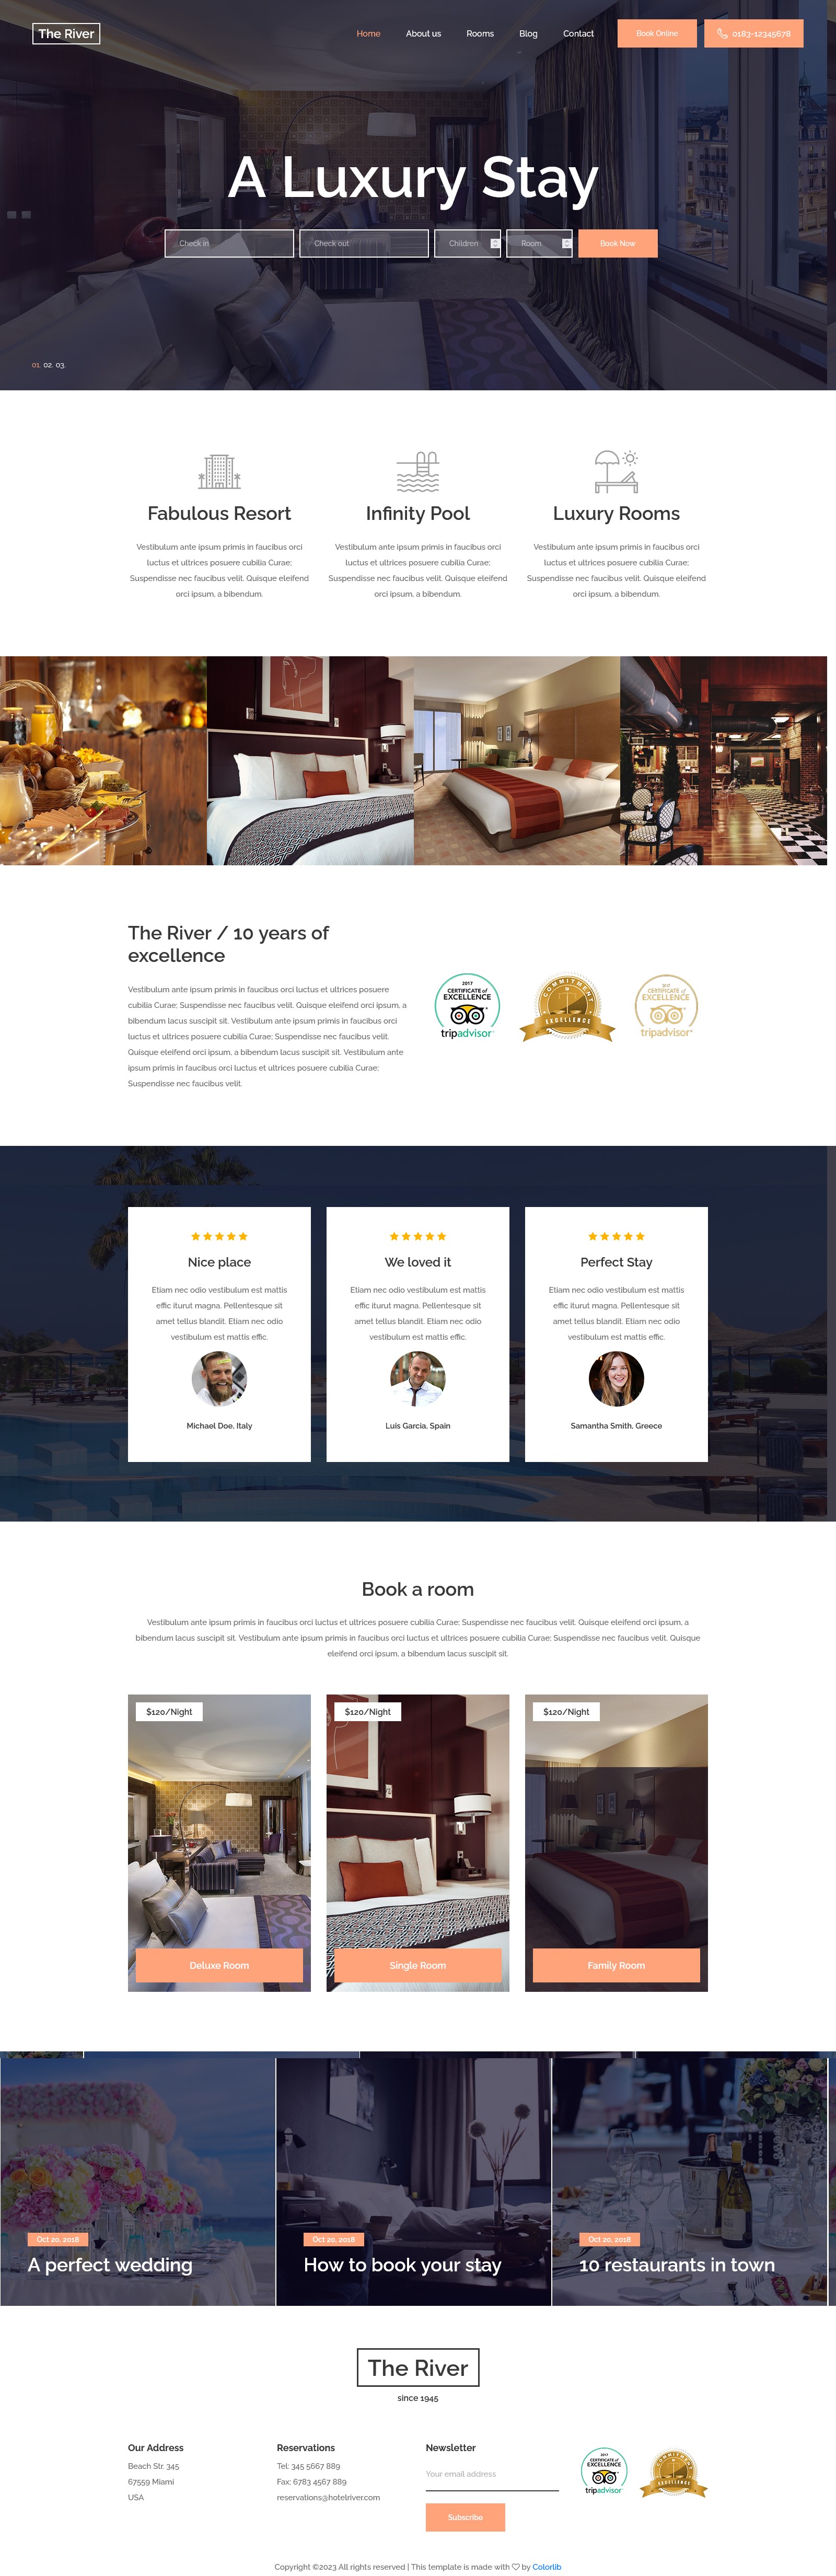 The River
Home
About us
Rooms
Blog
Contact
Book Online
0183-12345678
A Luxury Stay
Check in
Check out
Children
Room
Book Now
01. 02. 03.
Fabulous Resort
Vestibulum ante ipsum primis in faucibus orci
luctus et ultrices posuere cubilia Curae;
Suspendisse nec faucibus velit. Quisque eleifend
orci ipsum, a bibendum.
Infinity Pool
Vestibulum ante ipsum primis in faucibus orci
luctus et ultrices posuere cubilia Curae;
Suspendisse nec faucibus velit. Quisque eleifend
orci ipsum, a bibendum.
Luxury Rooms
Vestibulum ante ipsum primis in faucibus orci
luctus et ultrices posuere cubilia Curae;
Suspendisse nec faucibus velit. Quisque eleifend
orci ipsum, a bibendum.
The River / 10 years of
excellence
Vestibulum ante ipsum primis in faucibus orci luctus et ultrices posuere
cubilia Curae; Suspendisse nec faucibus velit. Quisque eleifend orci ipsum, a
bibendum lacus suscipit sit. Vestibulum ante ipsum primis in faucibus orci
luctus et ultrices posuere cubilia Curae; Suspendisse nec faucibus velit.
Quisque eleifend orci ipsum, a bibendum lacus suscipit sit. Vestibulum ante
ipsum primis in faucibus orci luctus et ultrices posuere cubilia Curae;
Suspendisse nec faucibus velit.
2017
CERTIFICATE of
EXCELLENCE
tripadvisor
COMMITMENT
EXCELLENCE
2017
CERTIFICATE of
EXCELLENCE
tripadvisor
Nice place
Etiam nec odio vestibulum est mattis
effic iturut magna. Pellentesque sit
amet tellus blandit. Etiam nec odio
vestibulum est mattis effic.
Michael Doe, Italy
We loved it
Etiam nec odio vestibulum est mattis
effic iturut magna. Pellentesque sit
amet tellus blandit. Etiam nec odio
vestibulum est mattis effic.
Luis Garcia, Spain
Perfect Stay
Etiam nec odio vestibulum est mattis
effic iturut magna. Pellentesque sit
amet tellus blandit. Etiam nec odio
vestibulum est mattis effic.
Samantha Smith, Greece
Book a room
Vestibulum ante ipsum primis in faucibus orci luctus et ultrices posuere cubilia Curae; Suspendisse nec faucibus velit. Quisque eleifend orci ipsum, a
bibendum lacus suscipit sit. Vestibulum ante ipsum primis in faucibus orci luctus et ultrices posuere cubilia Curae; Suspendisse nec faucibus velit. Quisque
eleifend orci ipsum, a bibendum lacus suscipit sit.
$120/Night
Deluxe Room
$120/Night
Single Room
$120/Night
Family Room
Oct 20, 2018
A perfect wedding
Oct 20, 2018
How to book your stay
Oct 20, 2018
10 restaurants in town
The River
since 1945
Our Address
Beach Str. 345
67559 Miami
USA
Reservations
Tel: 345 5667 889
Fax: 6783 4567 889
reservations@hotelriver.com
Newsletter
Your email address
Subscribe
2017
CERTIFICATE of
EXCELLENCE
tripadvisor
COMMITMENT
EXCELLENCE
Copyright ©2023 All rights reserved | This template is made with ♡ by Colorlib